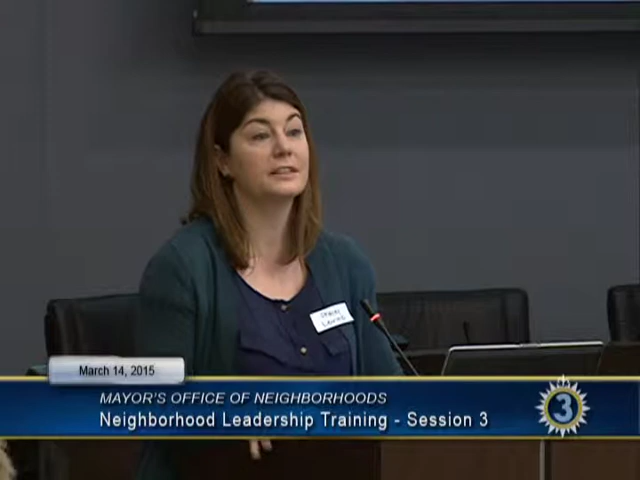 March 14, 2015
MAYOR'S OFFICE OF NEIGHBORHOODS
Neighborhood Leadership Training - Session 3
3